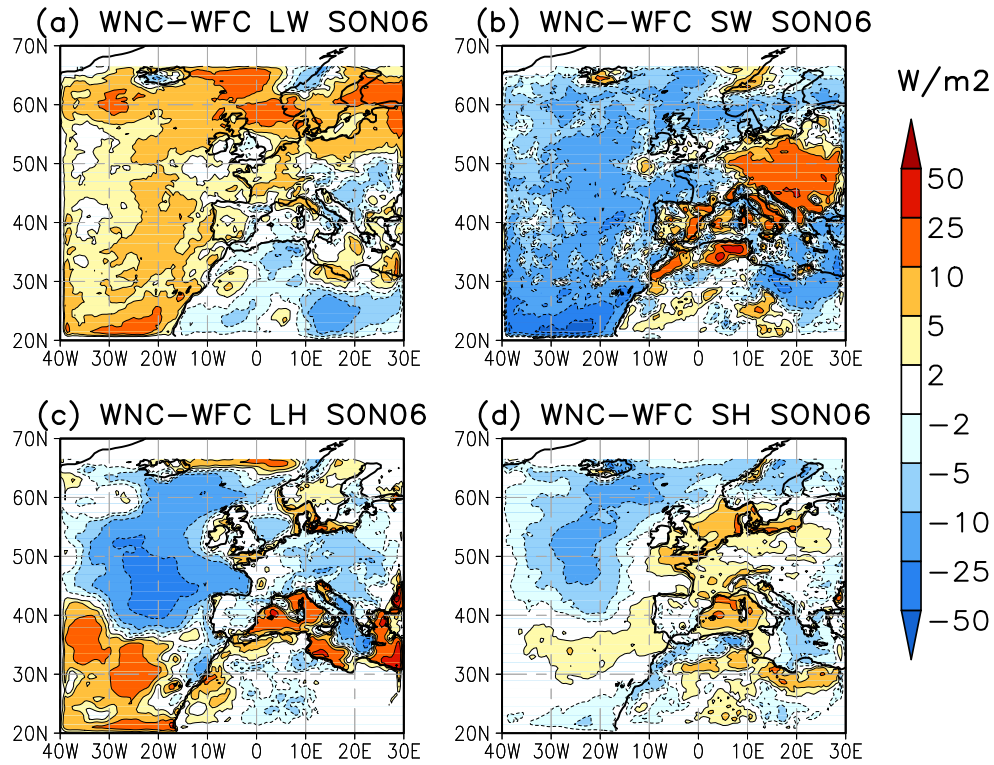 (a) WNC−WFC LW SON06
(b) WNC−WFC SW SON06
70N
60N
50N
40N
30N
20N
40W 30W 20W 10W 0 10E 20E 30E
70N
60N
50N
40N
30N
20N
40W 30W 20W 10W 0 10E 20E 30E
W/m2
50
25
10
5
2
−2
−5
−10
−25
−50
(c) WNC−WFC LH SON06
(d) WNC−WFC SH SON06
70N
60N
50N
40N
30N
20N
40W 30W 20W 10W 0 10E 20E 30E
70N
60N
50N
40N
30N
20N
40W 30W 20W 10W 0 10E 20E 30E